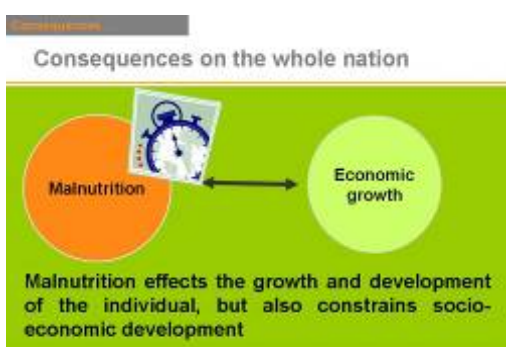 Consequences
Consequences on the whole nation
Malnutrition
Economic
growth
Malnutrition effects the growth and development
of the individual, but also constrains socio-
economic development